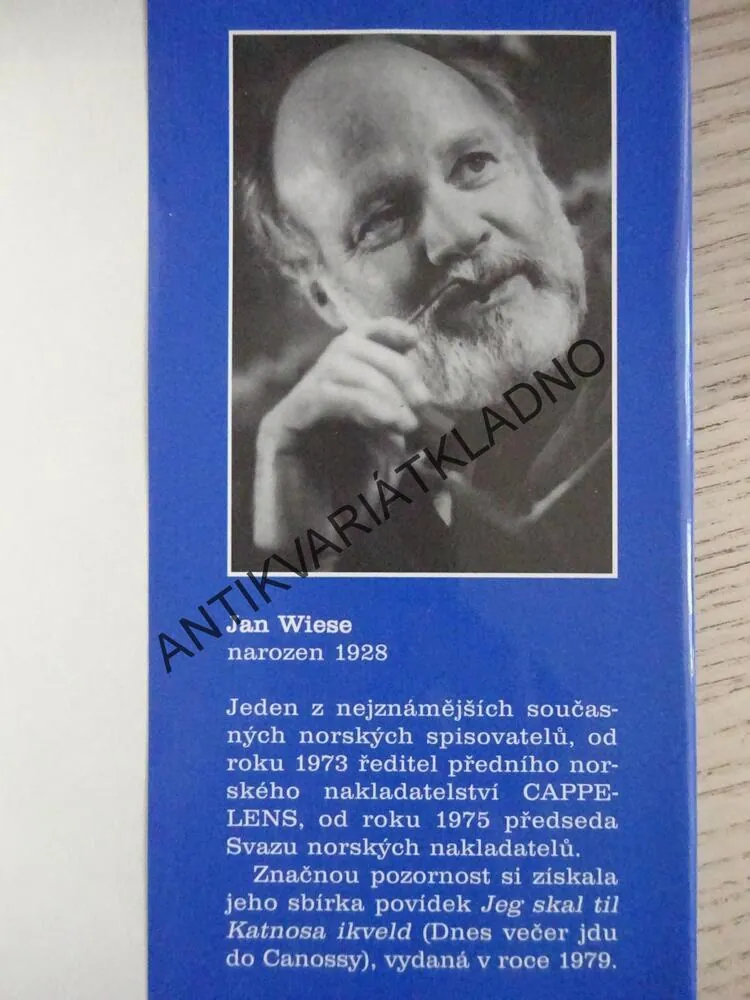 ANTIKVARIÁTKLADNO
Jan Wiese
narozen 1928
Jeden z nejznámějších součas-
ných norských spisovatelů, od
roku 1973 ředitel předního nor-
ského nakladatelství CAPPE-
LENS, od roku 1975 předseda
Svazu norských nakladatelů.
Značnou pozornost si získala
jeho sbírka povídek Jeg skal til
Katnosa ikveld (Dnes večer jdu
do Canossy), vydaná v roce 1979.